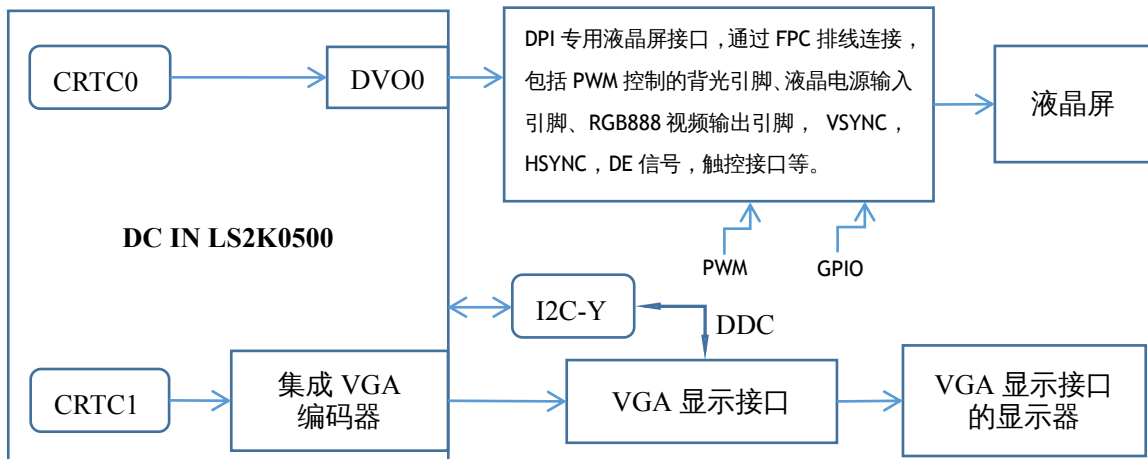 CRTC0
DVO0
DPI 专用液晶屏接口，通过 FPC 排线连接，
包括 PWM 控制的背光引脚、液晶电源输入
引脚、RGB888 视频输出引脚， VSYNC，
HSYNC，DE 信号，触控接口等。
液晶屏
DC IN LS2K0500
PWM
GPIO
I2C-Y
DDC
CRTC1
集成 VGA
编码器
VGA 显示接口
VGA 显示接口
的显示器